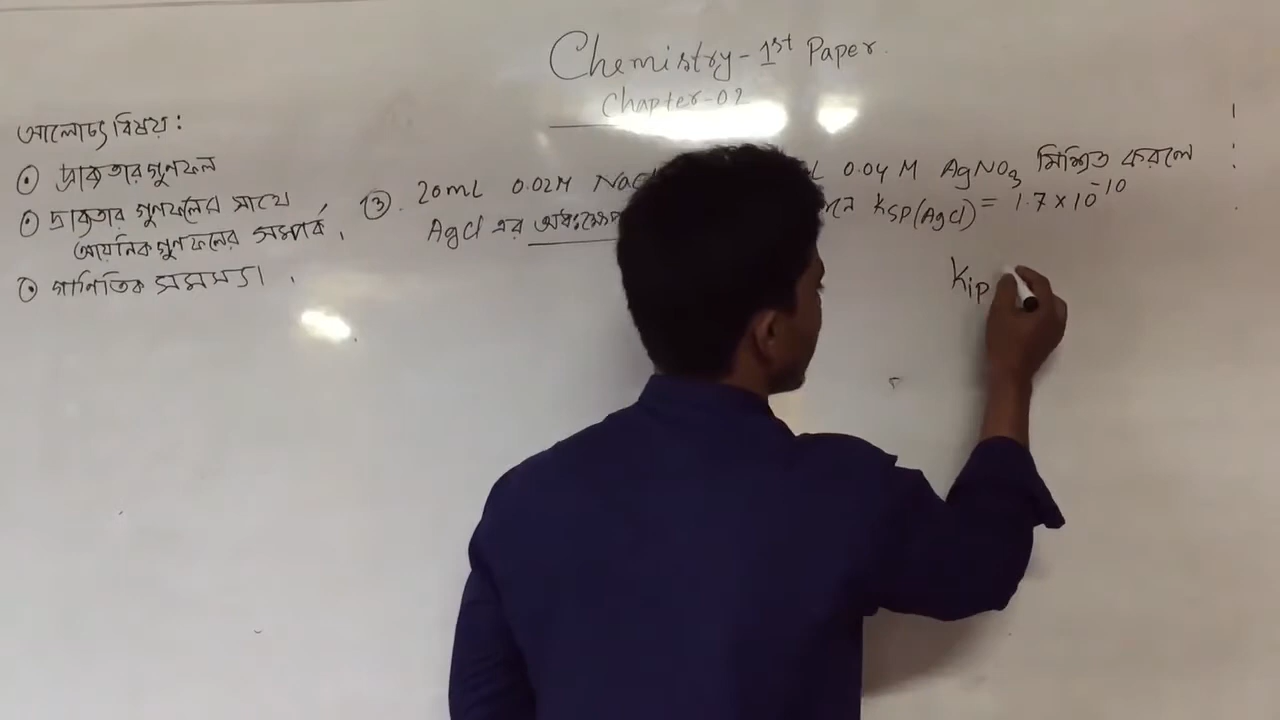 Chemistry - 1st Paper.
Chapter-02
আলোচ্য বিষয়:
দ্রাব্যতার গুণফল
দ্রাব্যতার গুণফলের সাথে
আয়নিক গুণফলের সম্পর্ক,
গাণিতিক সমস্যা।
13. 20mL 0.02M 0.04 M AgNO3 মিশ্রিত করলে
AgCl এর Ksp(AgCl) = 1.7 × 10^-10
Kip